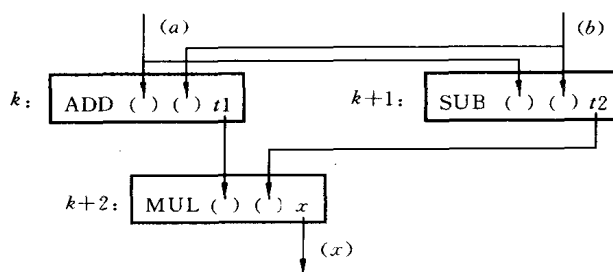 (a) (b)
k: ADD ( ) ( ) t1 k+1: SUB ( ) ( ) t2
k+2: MUL ( ) ( ) x
(x)